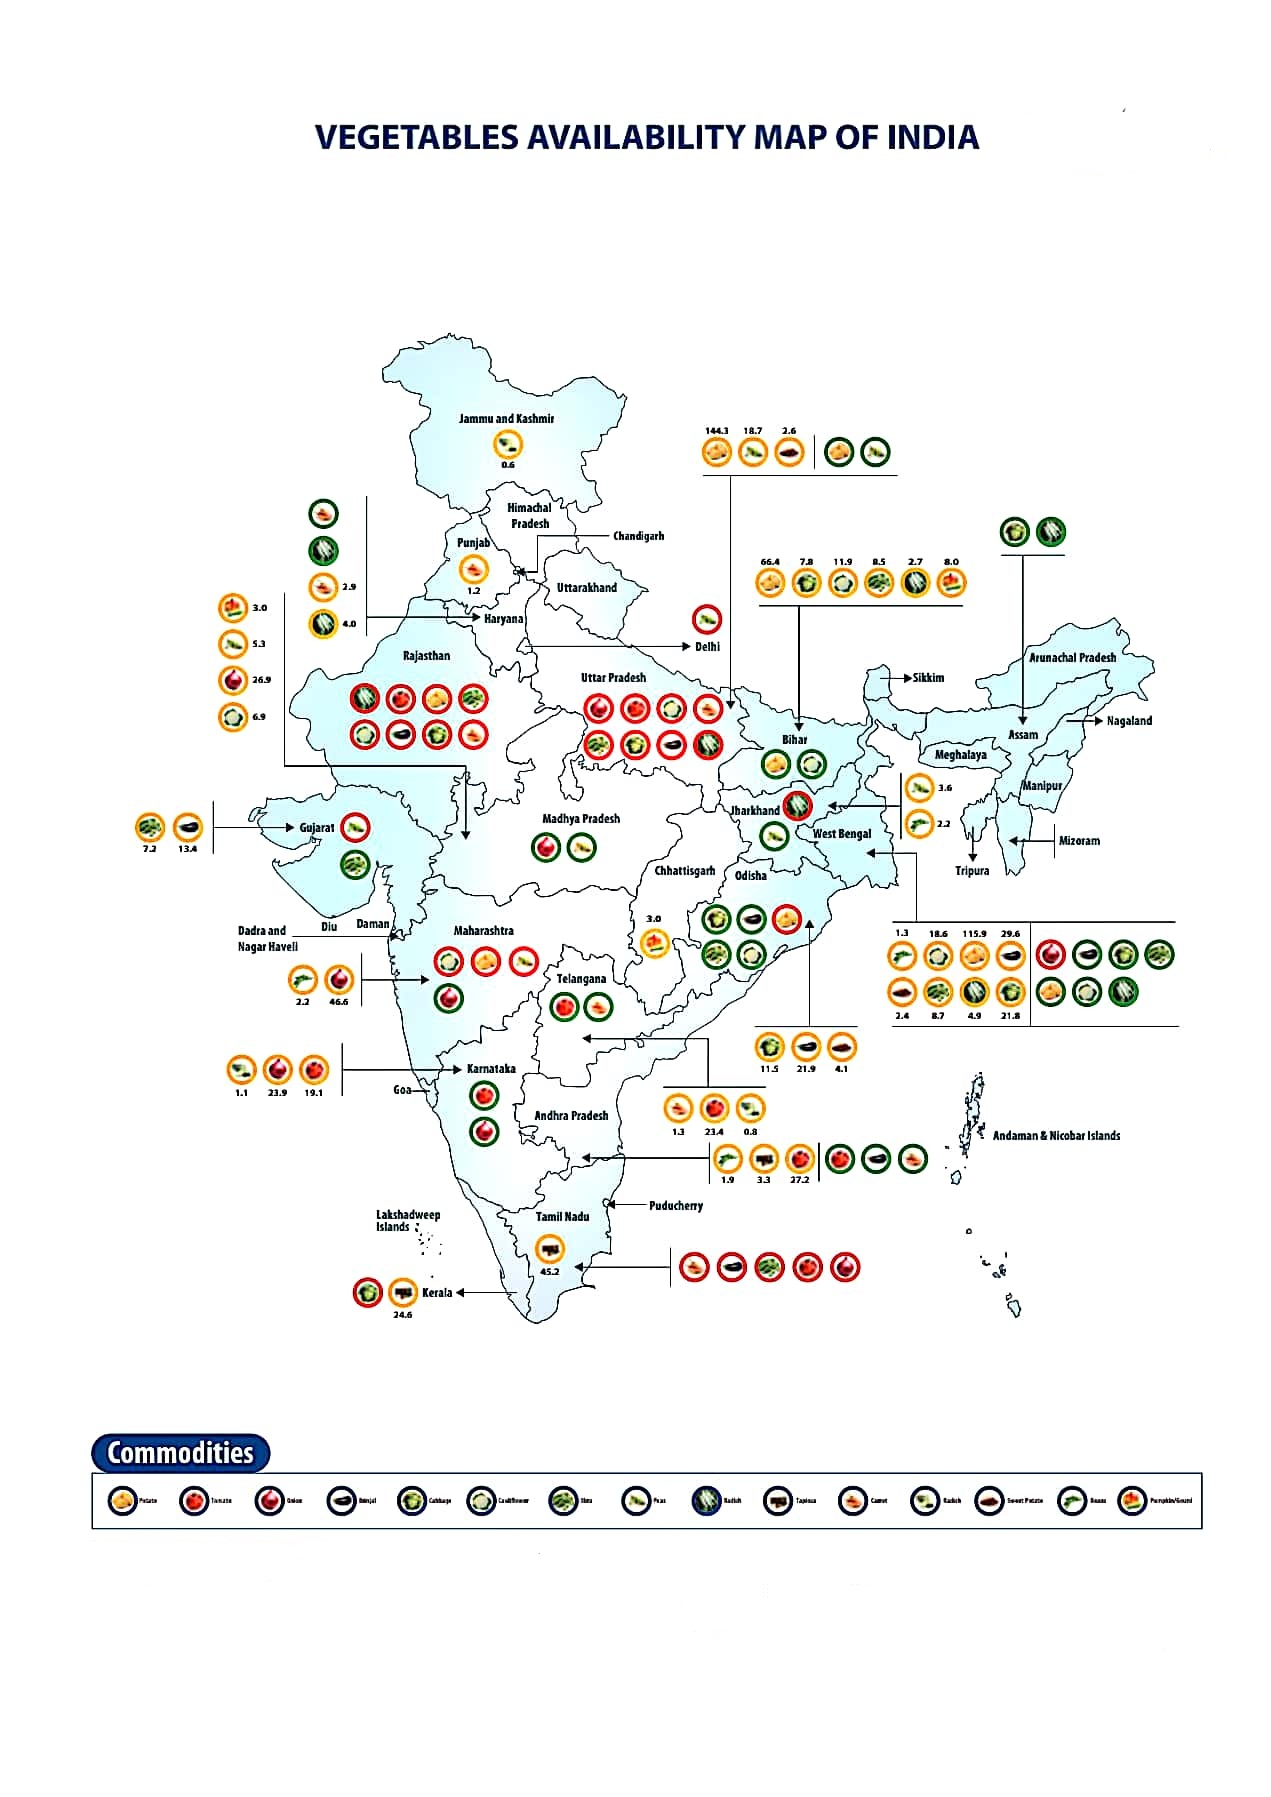 VEGETABLES AVAILABILITY MAP OF INDIA
Jammu and Kashmir
0.6
144.3 18.7 2.6
Himachal
Pradesh
Chandigarh
Punjab
1.2
Uttarakhand
66.4 7.8 11.9 8.5 2.7 8.0
2.9
4.0
Haryana
3.0
5.3
26.9
6.9
Delhi
Rajasthan
Uttar Pradesh
Arunachal Pradesh
Sikkim
Nagaland
Assam
Bihar
Meghalaya
Manipur
3.6
2.2
Jharkhand
Madhya Pradesh
Gujarat
7.2 13.4
West Bengal
Mizoram
Tripura
Chhattisgarh
Odisha
3.0
Dadra and
Nagar Haveli
Diu
Daman
Maharashtra
2.2 46.6
1.3 18.6 115.9 29.6
2.4 8.7 4.9 21.8
Telangana
11.5 21.9 4.1
Karnataka
1.1 23.9 19.1
Goa
Andhra Pradesh
1.3 23.4 0.8
1.9 3.3 27.2
Andaman & Nicobar Islands
Puducherry
Lakshadweep
Islands
Tamil Nadu
45.2
Kerala
24.6
Commodities
Potato Tomato Onion Brinjal Cabbage Cauliflower Okra Peas Radish Tapioca Carrot Radish Sweet Potato Beans Pumpkin/Gourd